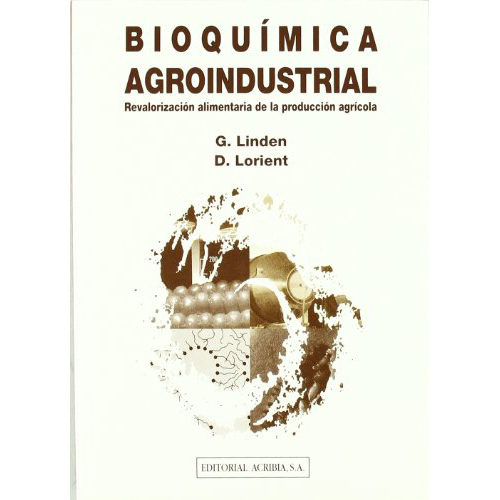 BIOQUÍMICA
AGROINDUSTRIAL
Revalorización alimentaria de la producción agrícola
G. Linden
D. Lorient
EDITORIAL ACRIBIA, S.A.